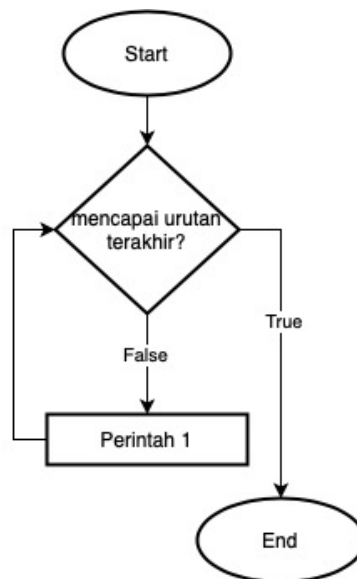 Start
mencapai urutan
terakhir?
True
False
Perintah 1
End